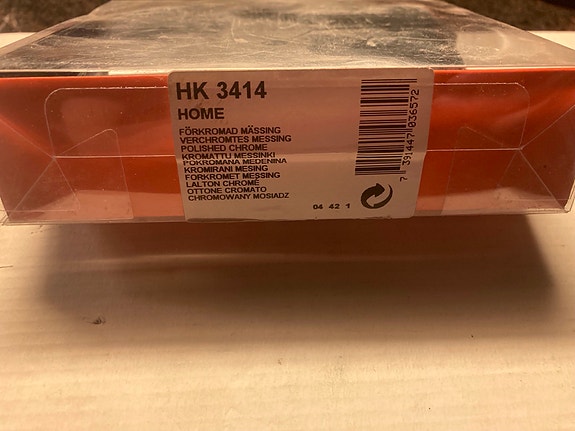 HK 3414
HOME
FÖRKROMAD MÄSSING
VERCHROMTES MESSING
POLISHED CHROME
KROMATTU MESSINKI
POKROMANA MEDENINA
KROMIRANI MESING
FORKROMET MESSING
LALTON CHROMÉ
OTTONE CROMATO
CHROMOWANY MOSIADZ
04 42 1
7 391447 036572